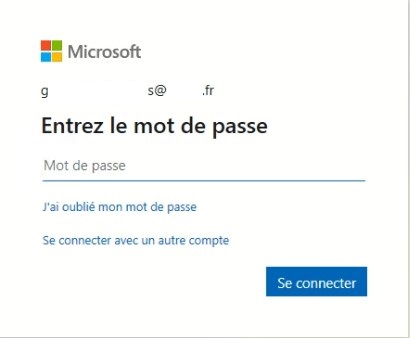 Microsoft
g s@ .fr
Entrez le mot de passe
Mot de passe
J'ai oublié mon mot de passe
Se connecter avec un autre compte
Se connecter